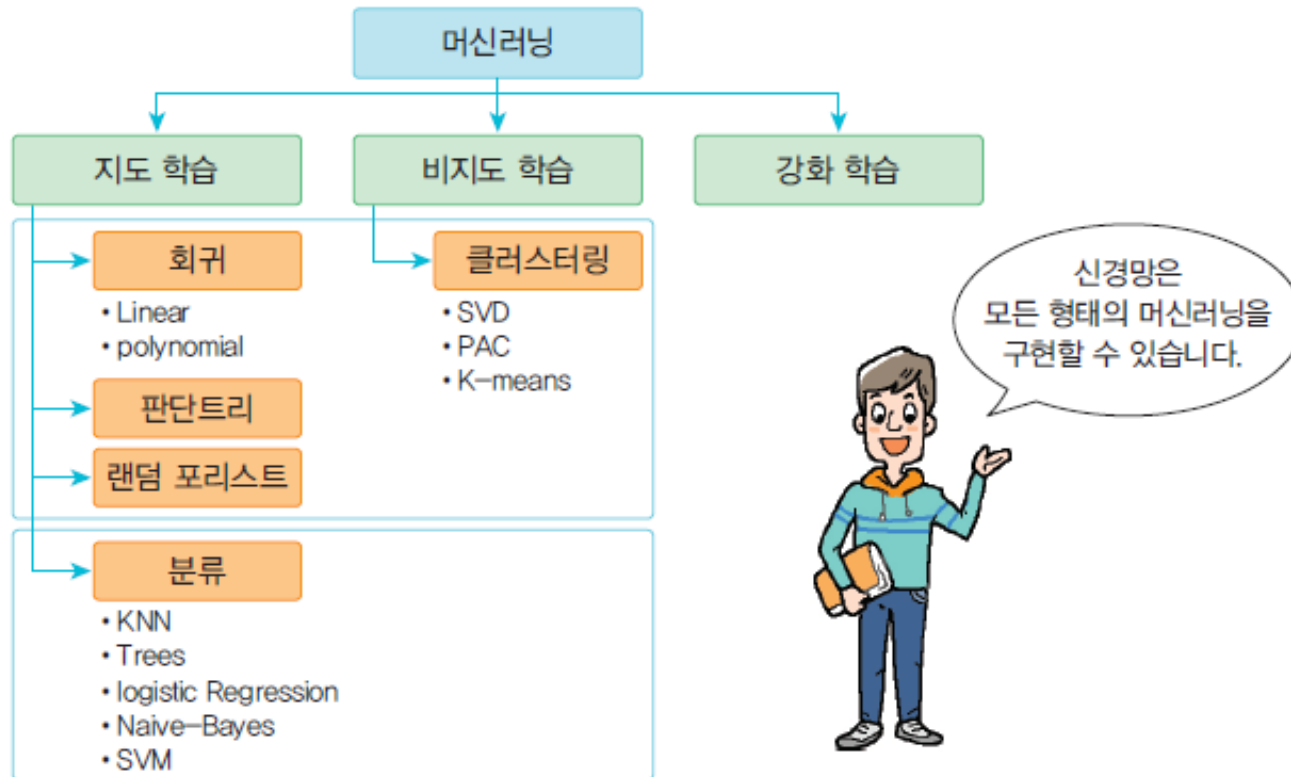 머신러닝
지도 학습
비지도 학습
강화 학습
회귀
• Linear
• polynomial
판단트리
랜덤 포리스트
클러스터링
• SVD
• PAC
• K-means
분류
• KNN
• Trees
• logistic Regression
• Naive-Bayes
• SVM
신경망은
모든 형태의 머신러닝을
구현할 수 있습니다.